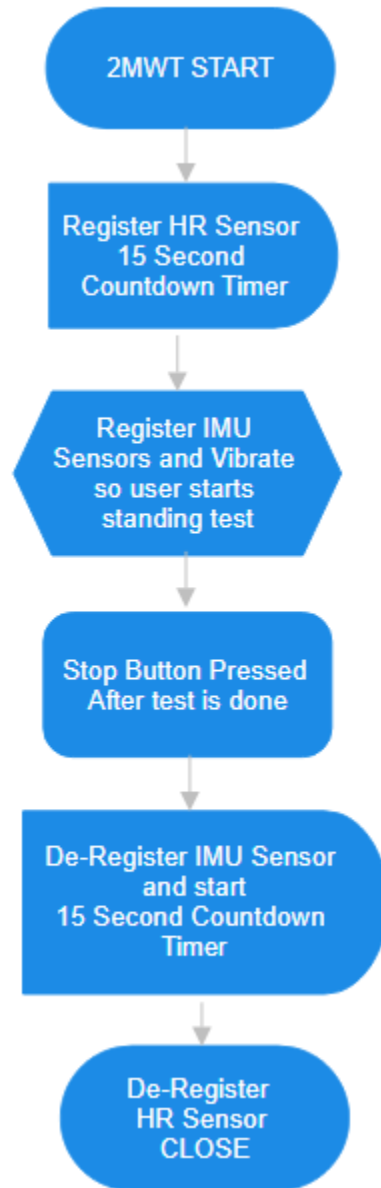 2MWT START
Register HR Sensor
15 Second
Countdown Timer
Register IMU
Sensors and Vibrate
so user starts
standing test
Stop Button Pressed
After test is done
De-Register IMU Sensor
and start
15 Second Countdown
Timer
De-Register
HR Sensor
CLOSE